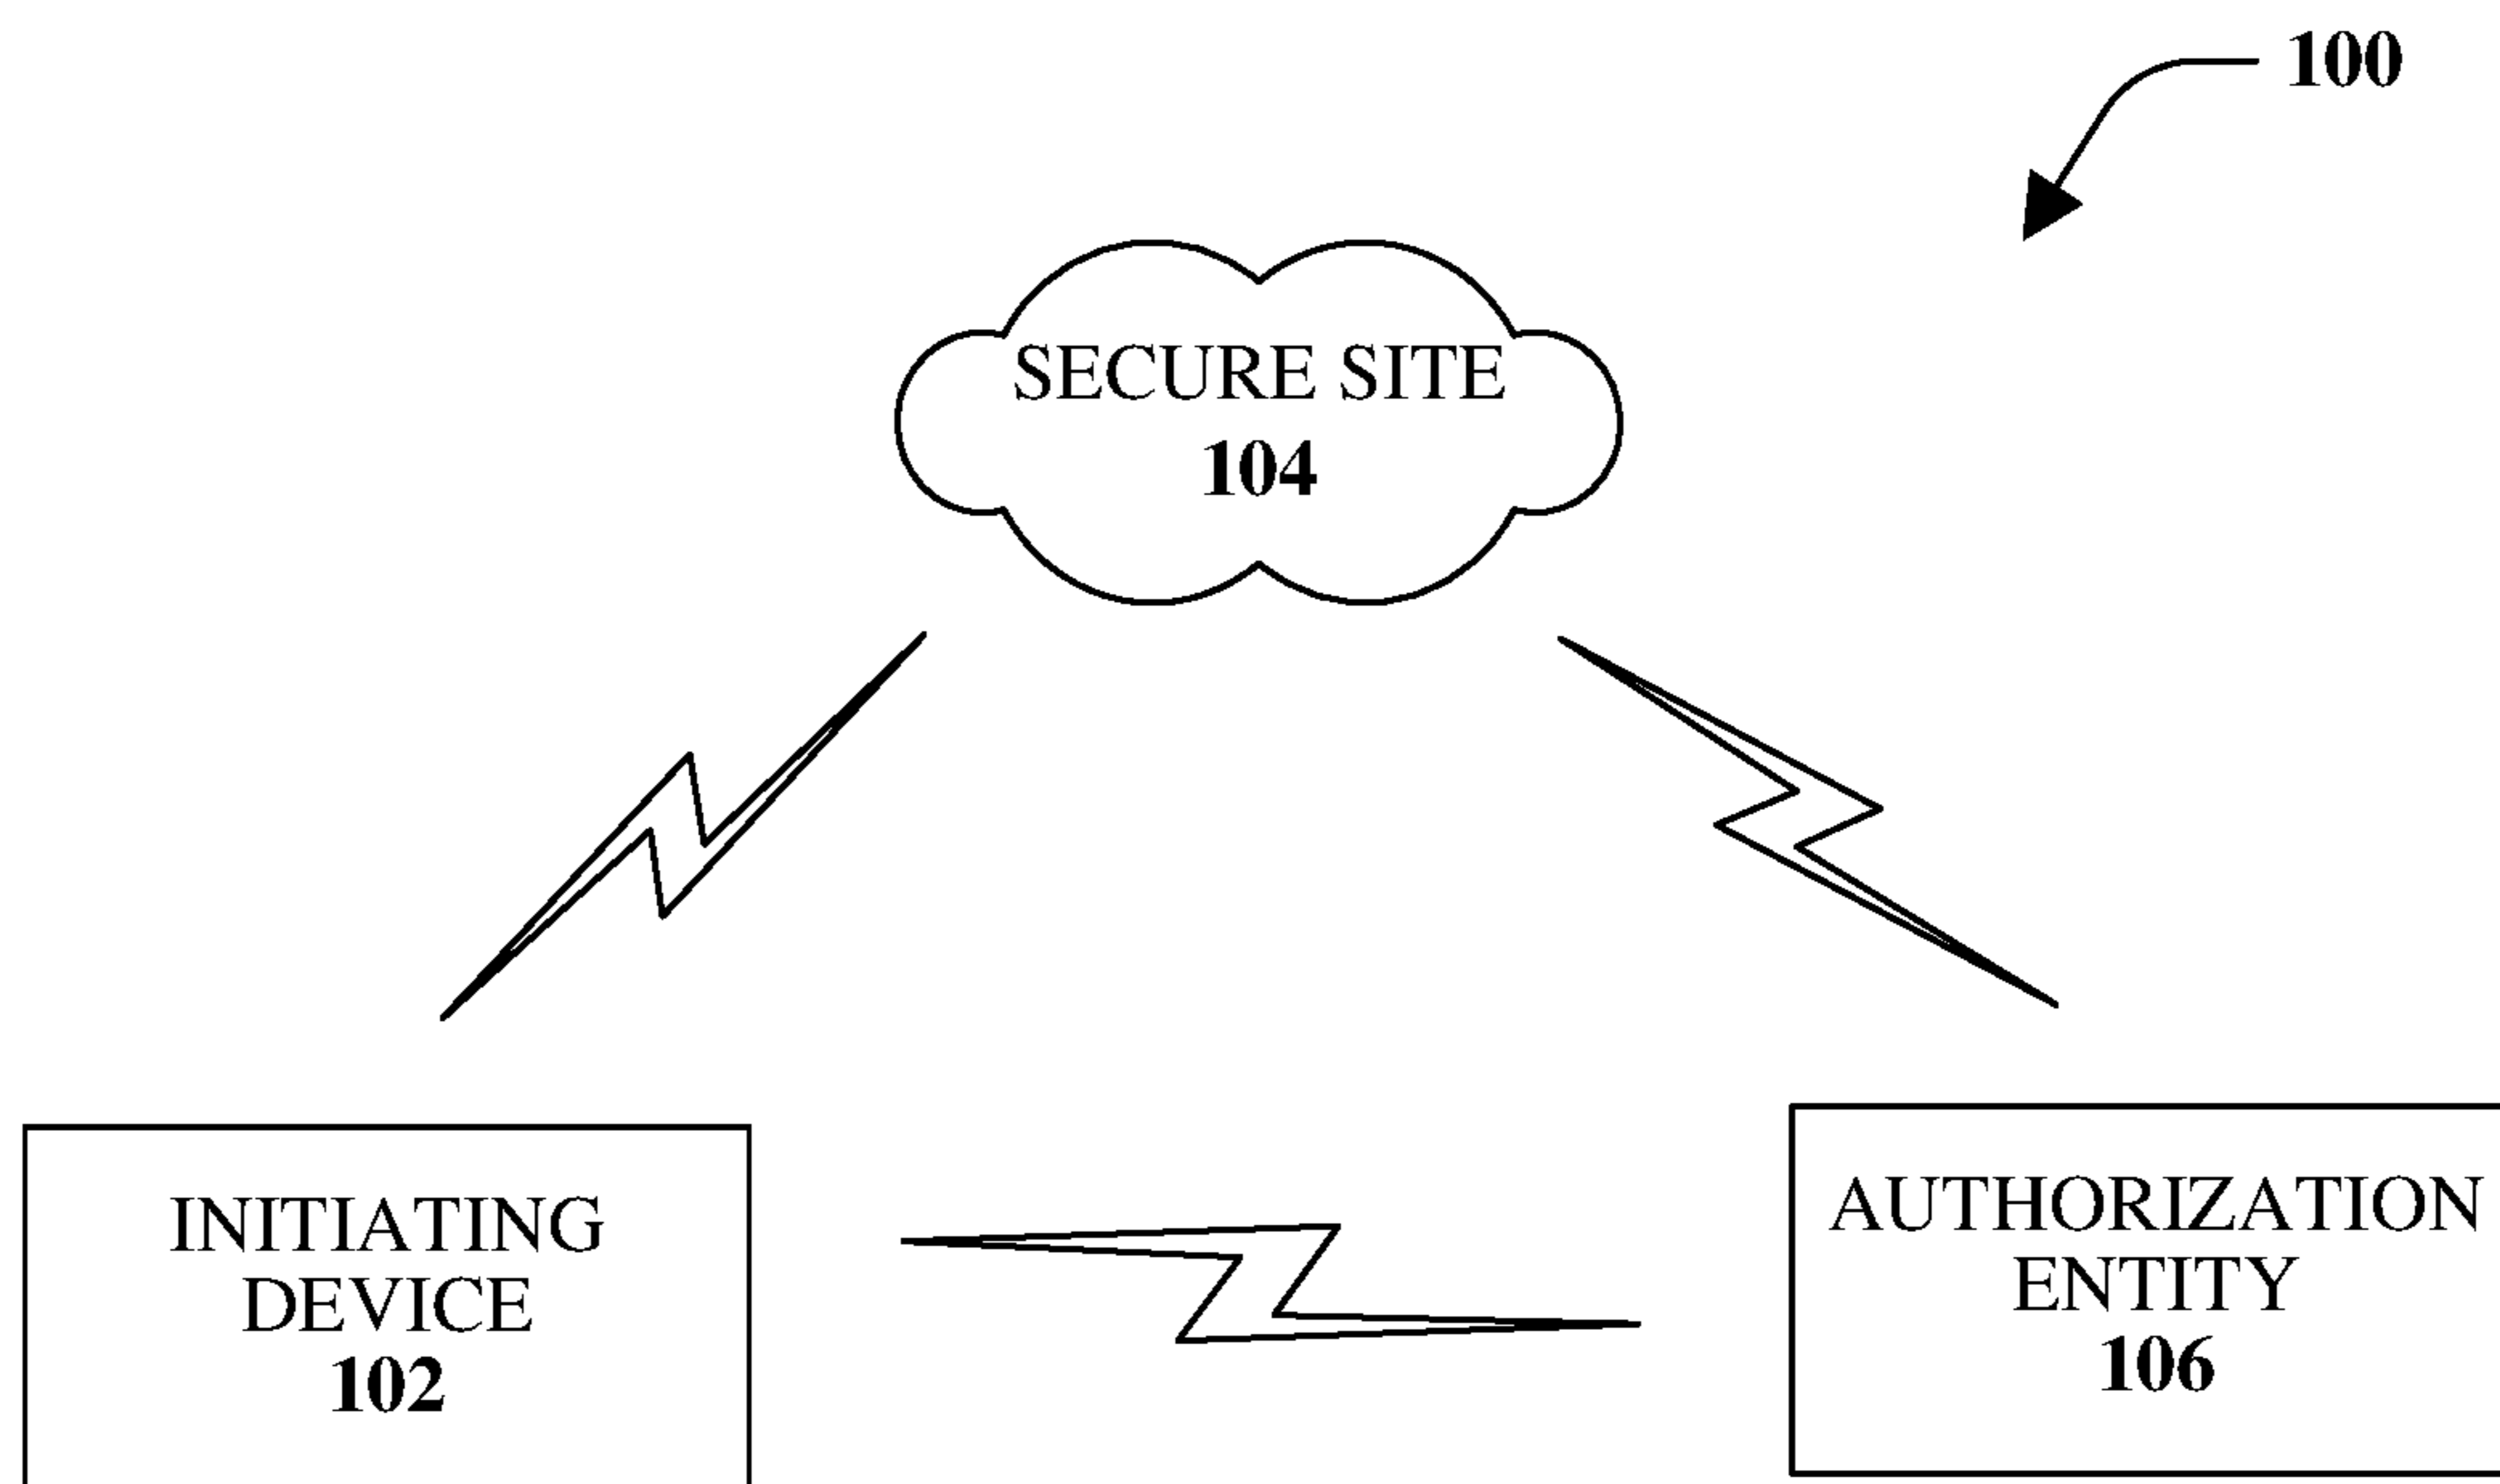 100
SECURE SITE
104
INITIATING
DEVICE
102
AUTHORIZATION
ENTITY
106